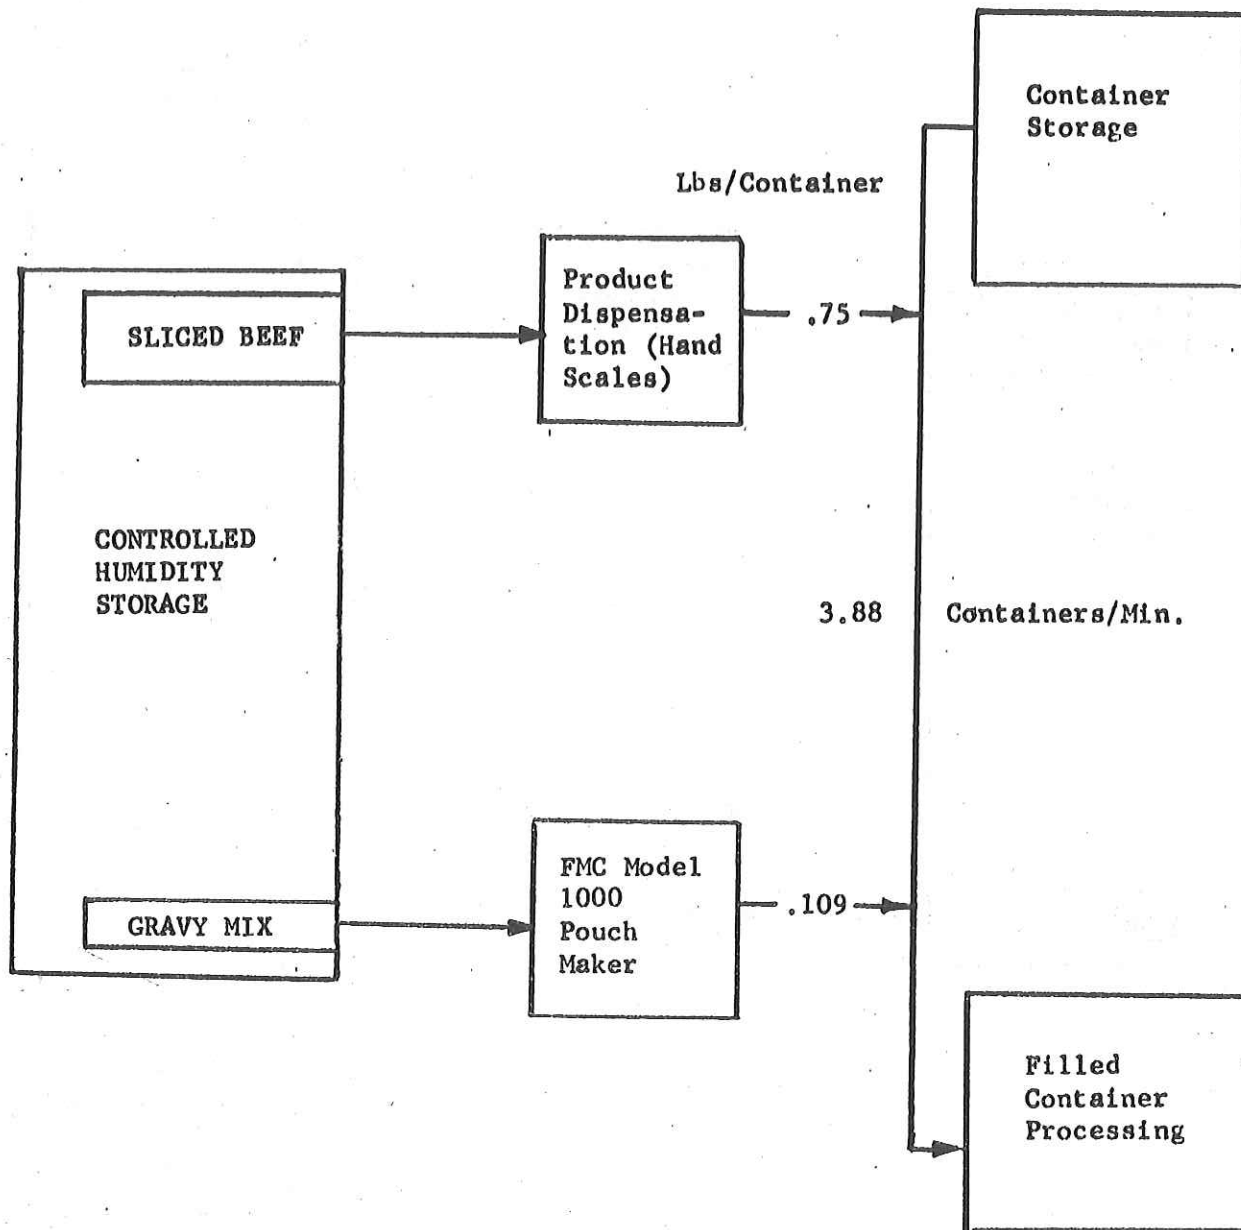 Container
Storage
Lbs/Container
Product
Dispensa-
tion (Hand
Scales)
.75
SLICED BEEF
CONTROLLED
HUMIDITY
STORAGE
3.88 Containers/Min.
FMC Model
1000
Pouch
Maker
.109
GRAVY MIX
Filled
Container
Processing